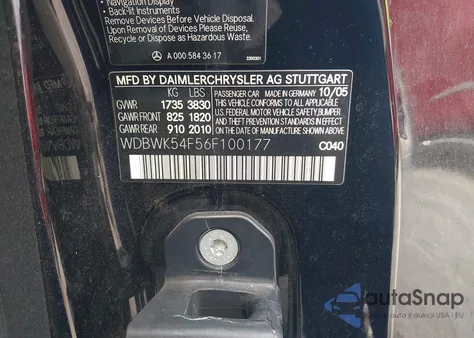 • Navigation Display
• Back-lit Instruments
Remove Devices Before Vehicle Disposal.
Upon Removal of Devices Please Reuse,
Recycle or Dispose as Hazardous Waste.
A 000 584 36 17
MFD BY DAIMLERCHRYSLER AG STUTTGART
KG LBS
GVWR 1735 3830
GAWR FRONT 825 1820
GAWR REAR 910 2010
PASSENGER CAR MADE IN GERMANY 10/05
THIS VEHICLE CONFORMS TO ALL APPLICABLE
U.S. FEDERAL MOTOR VEHICLE SAFETY,
BUMPER, AND THEFT PREVENTION STANDARDS
IN EFFECT ON THE DATE OF MANUFACTURE
SHOWN ABOVE.
WDBWK54F56F100177
C040
autoSnap